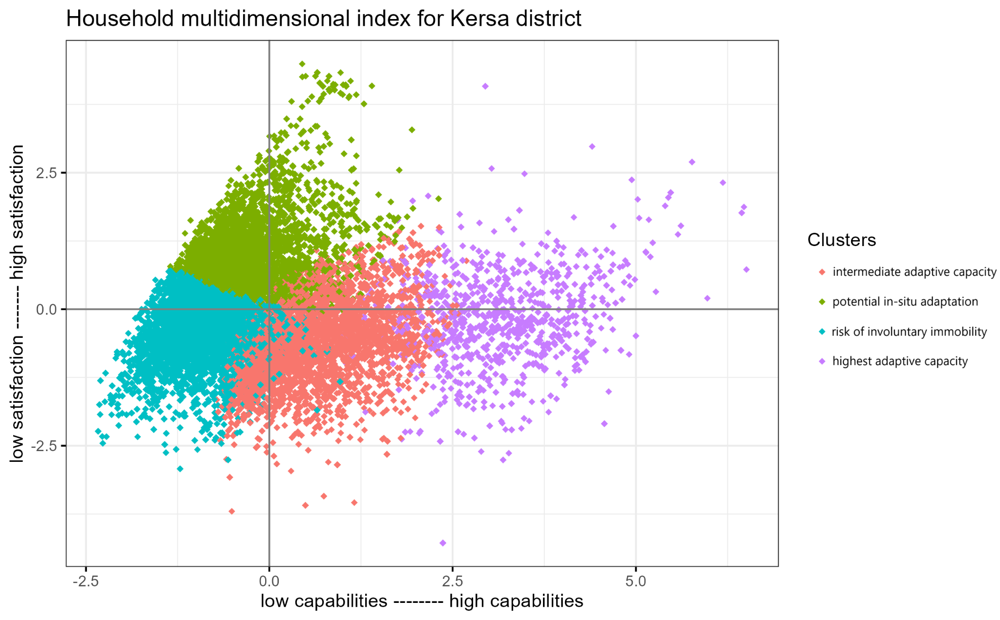 Household multidimensional index for Kersa district
low satisfaction -------- high satisfaction
2.5
0.0
-2.5
-2.5
0.0
2.5
5.0
low capabilities -------- high capabilities
Clusters
intermediate adaptive capacity
potential in-situ adaptation
risk of involuntary immobility
highest adaptive capacity